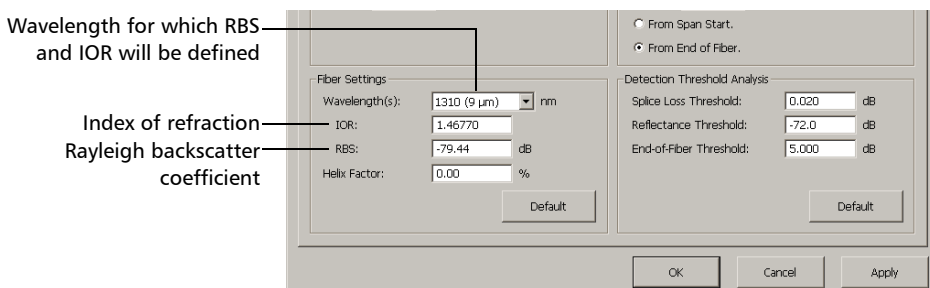 Wavelength for which RBS
and IOR will be defined
Index of refraction
Rayleigh backscatter
coefficient
From Span Start.
From End of Fiber.
Fiber Settings
Wavelength(s): 1310 (9 µm) nm
IOR: 1.46770
RBS: -79.44 dB
Helix Factor: 0.00 %
Default
Detection Threshold Analysis
Splice Loss Threshold: 0.020 dB
Reflectance Threshold: -72.0 dB
End-of-Fiber Threshold: 5.000 dB
Default
OK Cancel Apply